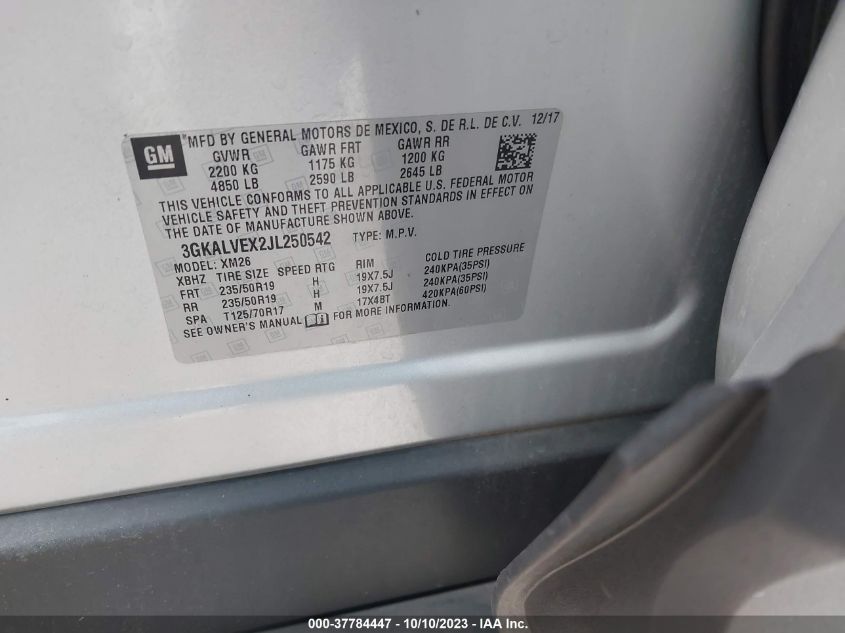 GM
MFD BY GENERAL MOTORS DE MEXICO, S. DE R.L. DE C.V. 12/17
GVWR GAWR FRT GAWR RR
2200 KG 1175 KG 1200 KG
4850 LB 2590 LB 2645 LB
THIS VEHICLE CONFORMS TO ALL APPLICABLE U.S. FEDERAL MOTOR
VEHICLE SAFETY AND THEFT PREVENTION STANDARDS IN EFFECT ON
THE DATE OF MANUFACTURE SHOWN ABOVE.
3GKALVEX2JL250542 TYPE: M.P.V.
MODEL: XM26
XBHZ TIRE SIZE SPEED RTG RIM COLD TIRE PRESSURE
FRT 235/50R19 H 19X7.5J 240KPA(35PSI)
RR 235/50R19 H 19X7.5J 240KPA(35PSI)
SPA T125/70R17 M 17X4BT 420KPA(60PSI)
SEE OWNER'S MANUAL FOR MORE INFORMATION.
000-37784447 - 10/10/2023 - IAA Inc.